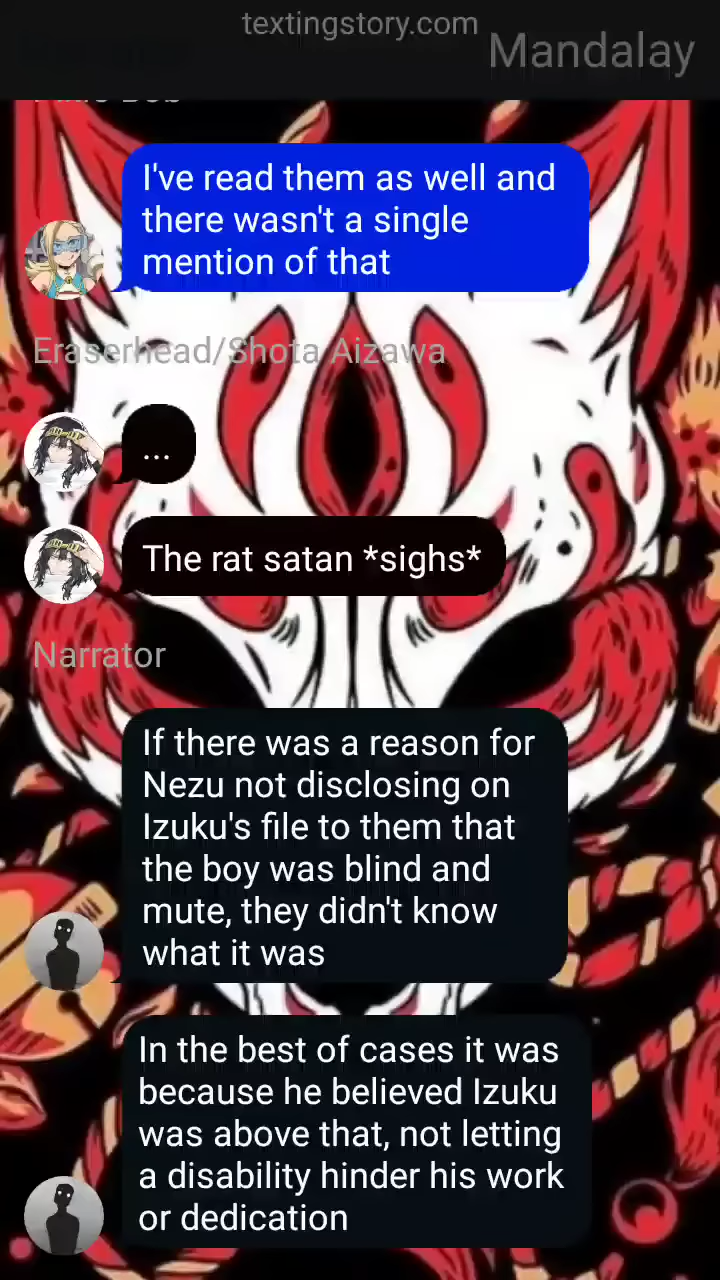 textingstory.com
Mandalay
I've read them as well and
there wasn't a single
mention of that
Eraserhead/Shota Aizawa
...
The rat satan *sighs*
Narrator
If there was a reason for
Nezu not disclosing on
Izuku's file to them that
the boy was blind and
mute, they didn't know
what it was
In the best of cases it was
because he believed Izuku
was above that, not letting
a disability hinder his work
or dedication